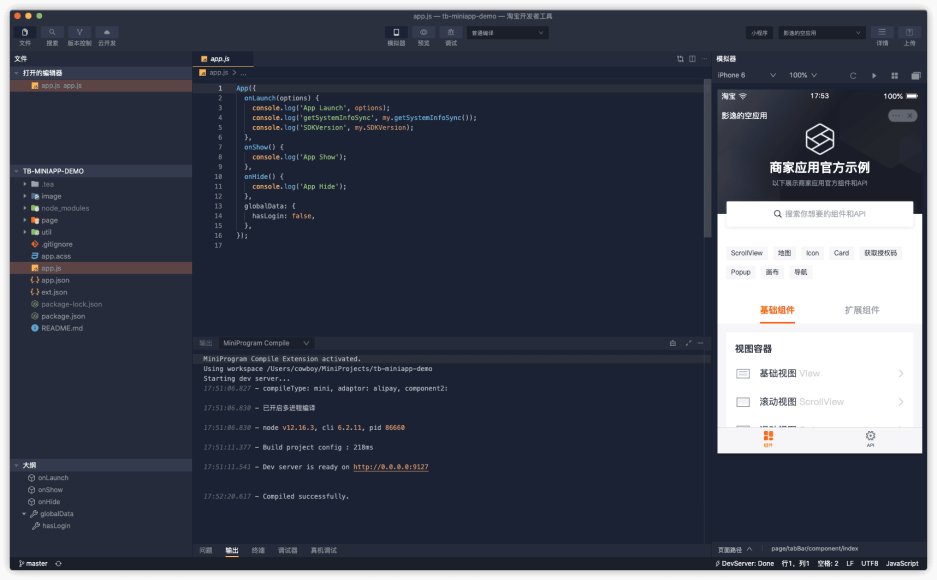 app.js — tb-miniapp-demo — 淘宝开发者工具
文件 搜索 版本控制 云开发
模拟器 预览 调试
普通编译
小程序 影逸的空应用
详情 上传
文件
打开的编辑器
app.js app.js
TB-MINIAPP-DEMO
.tea
image
node_modules
page
util
.gitignore
app.acss
app.js
app.json
ext.json
package-lock.json
package.json
README.md
大纲
onLaunch
onShow
onHide
globalData
hasLogin
master
app.js
app.js > ...
1 App({
2 onLaunch(options) {
3 console.log('App Launch', options);
4 console.log('getSystemInfoSync', my.getSystemInfoSync());
5 console.log('SDKVersion', my.SDKVersion);
6 },
7 onShow() {
8 console.log('App Show');
9 },
10 onHide() {
11 console.log('App Hide');
12 },
13 globalData: {
14 hasLogin: false,
15 },
16 });
17
输出 MiniProgram Compile
MiniProgram Compile Extension activated.
Using workspace /Users/cowboy/MiniProjects/tb-miniapp-demo
Starting dev server...
17:51:06.827 – compileType: mini, adaptor: alipay, component2:
17:51:06.830 – 已开启多进程编译
17:51:06.830 – node v12.16.3, cli 6.2.11, pid 86660
17:51:11.377 – Build project config : 218ms
17:51:11.541 – Dev server is ready on http://0.0.0.0:9127
17:52:20.617 – Compiled successfully.
问题 输出 终端 调试器 真机调试
模拟器
iPhone 6 100%
淘宝 17:53 100%
影逸的空应用
商家应用官方示例
以下展示商家应用官方组件和API
搜索你想要的组件和API
ScrollView 地图 Icon Card 获取授权码
Popup 画布 导航
基础组件 扩展组件
视图容器
基础视图 View
滚动视图 ScrollView
组件 API
页面路径 page/tabBar/component/index
DevServer: Done 行1, 列1 空格: 2 LF UTF8 JavaScript